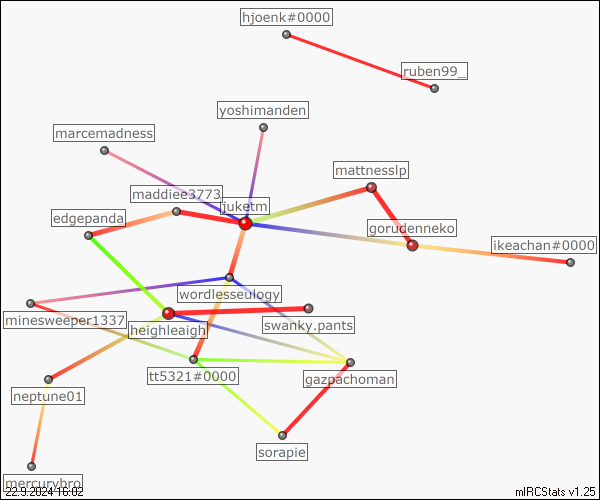 hjoenk#0000
ruben99_
yoshimanden
marcemadness
mattnesslp
maddiee3773
juketm
edgepanda
gorudenneko
ikeachan#0000
wordlesseulogy
minesweeper1337
swanky.pants
heighleaigh
tt5321#0000
gazpachoman
neptune01
sorapie
mercurybro
22.9.2024 16:02
mIRCStats v1.25